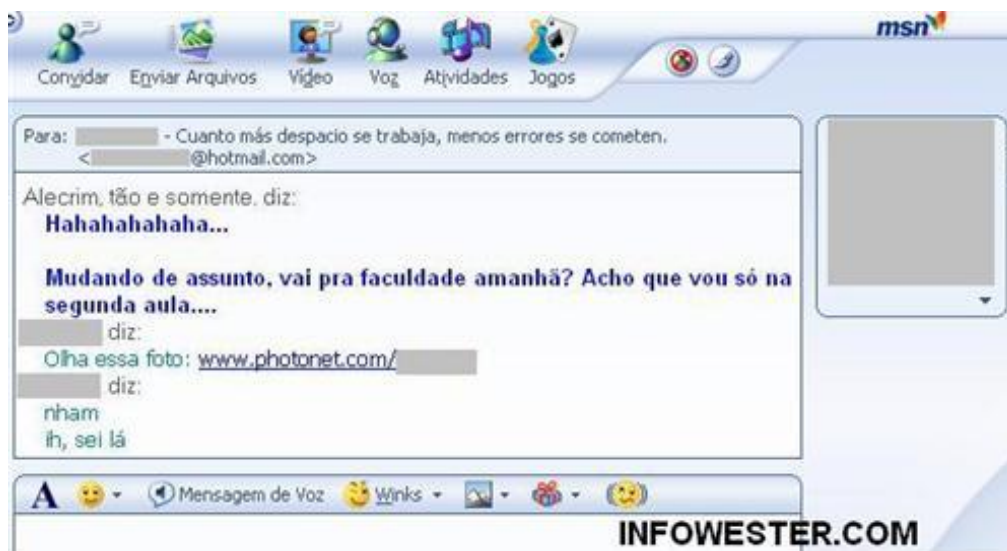 msn
Convidar Enviar Arquivos Vídeo Voz Atividades Jogos
Para: - Cuanto más despacio se trabaja, menos errores se cometen.
< @hotmail.com>
Alecrim, tão e somente, diz:
Hahahahahaha...
Mudando de assunto, vai pra faculdade amanhã? Acho que vou só na
segunda aula....
diz:
Olha essa foto: www.photonet.com/
diz:
nham
ih, sei lá
A Mensagem de Voz Winks
INFOWESTER.COM